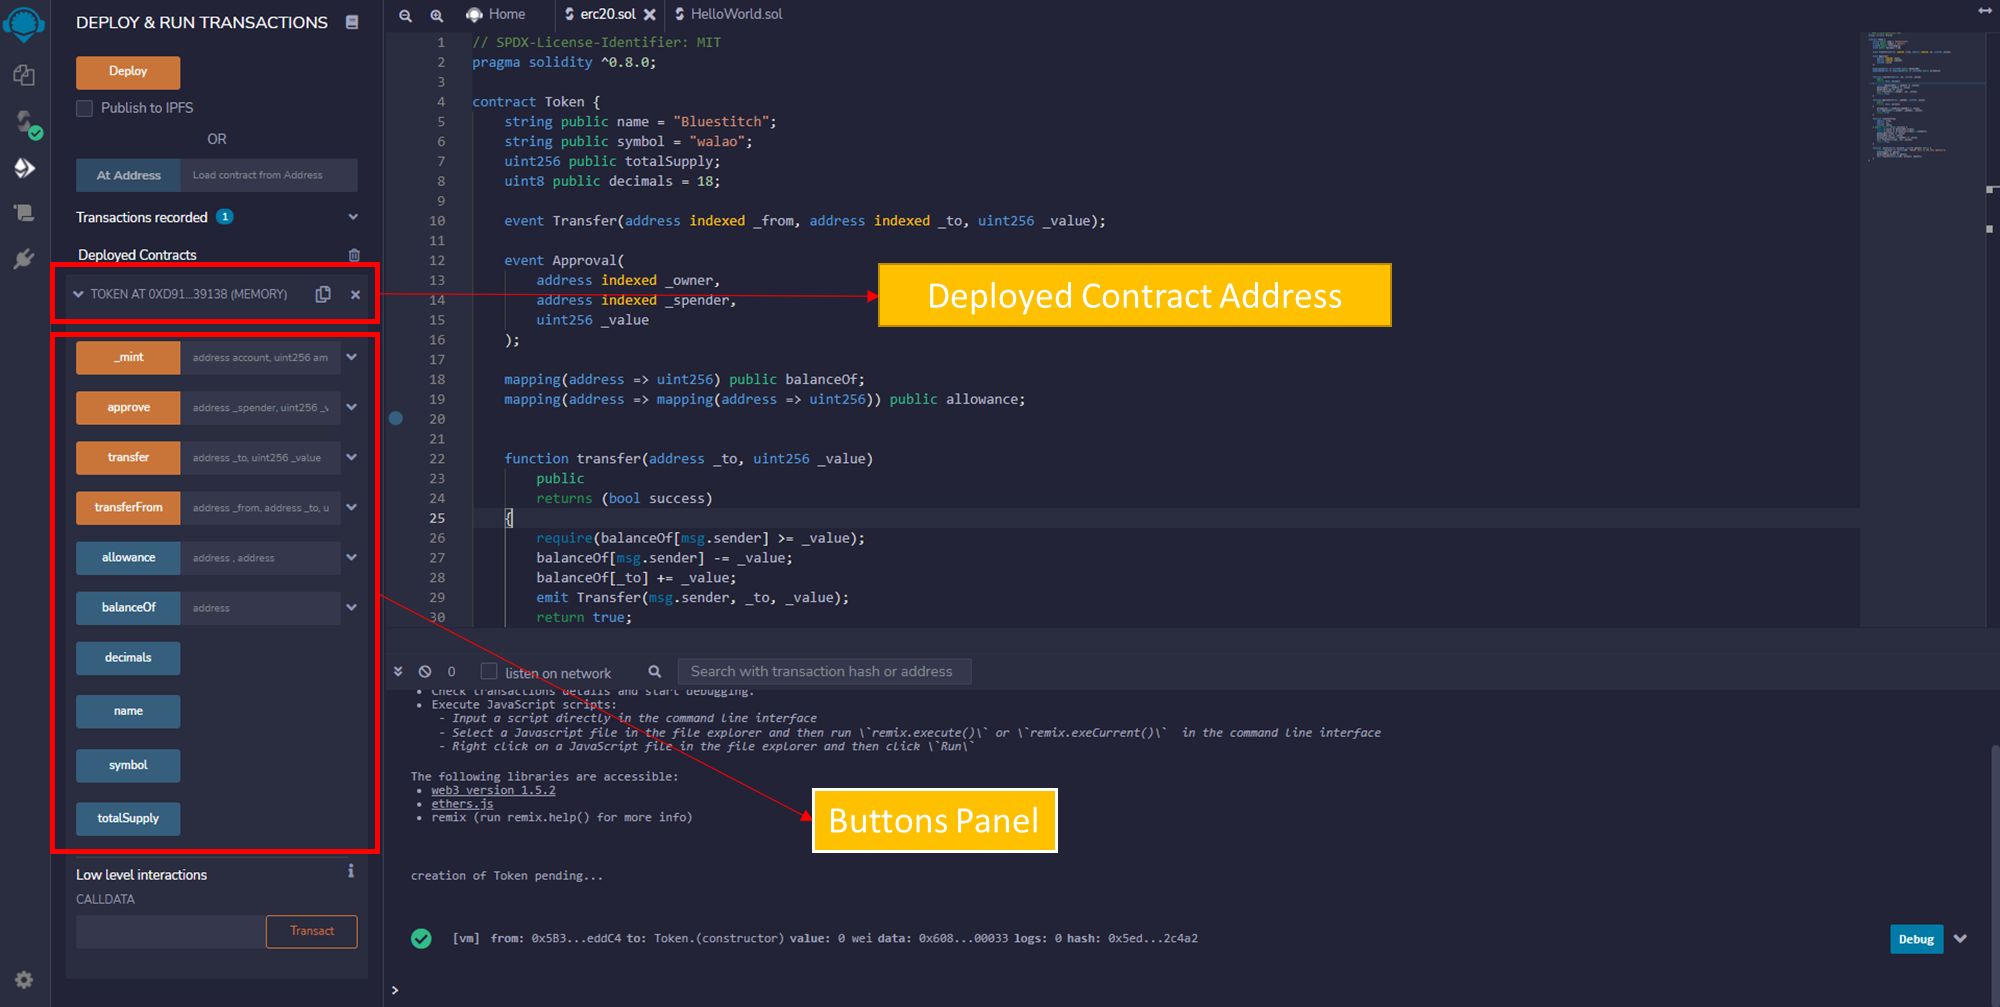 DEPLOY & RUN TRANSACTIONS
Deploy
Publish to IPFS
OR
At Address
Load contract from Address
Transactions recorded 1
Deployed Contracts
TOKEN AT 0XD91...39138 (MEMORY)
_mint
address account, uint256 am
approve
address _spender, uint256 _v
transfer
address _to, uint256 _value
transferFrom
address _from, address _to, u
allowance
address , address
balanceOf
address
decimals
name
symbol
totalSupply
Low level interactions
i
CALLDATA
Transact
Home
erc20.sol
HelloWorld.sol
1 // SPDX-License-Identifier: MIT
2 pragma solidity ^0.8.0;
3
4 contract Token {
5 string public name = "Bluestitch";
6 string public symbol = "walao";
7 uint256 public totalSupply;
8 uint8 public decimals = 18;
9
10 event Transfer(address indexed _from, address indexed _to, uint256 _value);
11
12 event Approval(
13 address indexed _owner,
14 address indexed _spender,
15 uint256 _value
16 );
17
18 mapping(address => uint256) public balanceOf;
19 mapping(address => mapping(address => uint256)) public allowance;
20
21
22 function transfer(address _to, uint256 _value)
23 public
24 returns (bool success)
25 {
26 require(balanceOf[msg.sender] >= _value);
27 balanceOf[msg.sender] -= _value;
28 balanceOf[_to] += _value;
29 emit Transfer(msg.sender, _to, _value);
30 return true;
Deployed Contract Address
0
listen on network
Search with transaction hash or address
• Check transactions details and start debugging.
• Execute JavaScript scripts:
- Input a script directly in the command line interface
- Select a Javascript file in the file explorer and then run \`remix.execute()\` or \`remix.exeCurrent()\` in the command line interface
- Right click on a JavaScript file in the file explorer and then click \`Run\`
The following libraries are accessible:
• web3 version 1.5.2
• ethers.js
• remix (run remix.help() for more info)
Buttons Panel
creation of Token pending...
[vm] from: 0x5B3...eddC4 to: Token.(constructor) value: 0 wei data: 0x608...00033 logs: 0 hash: 0x5ed...2c4a2
Debug
>